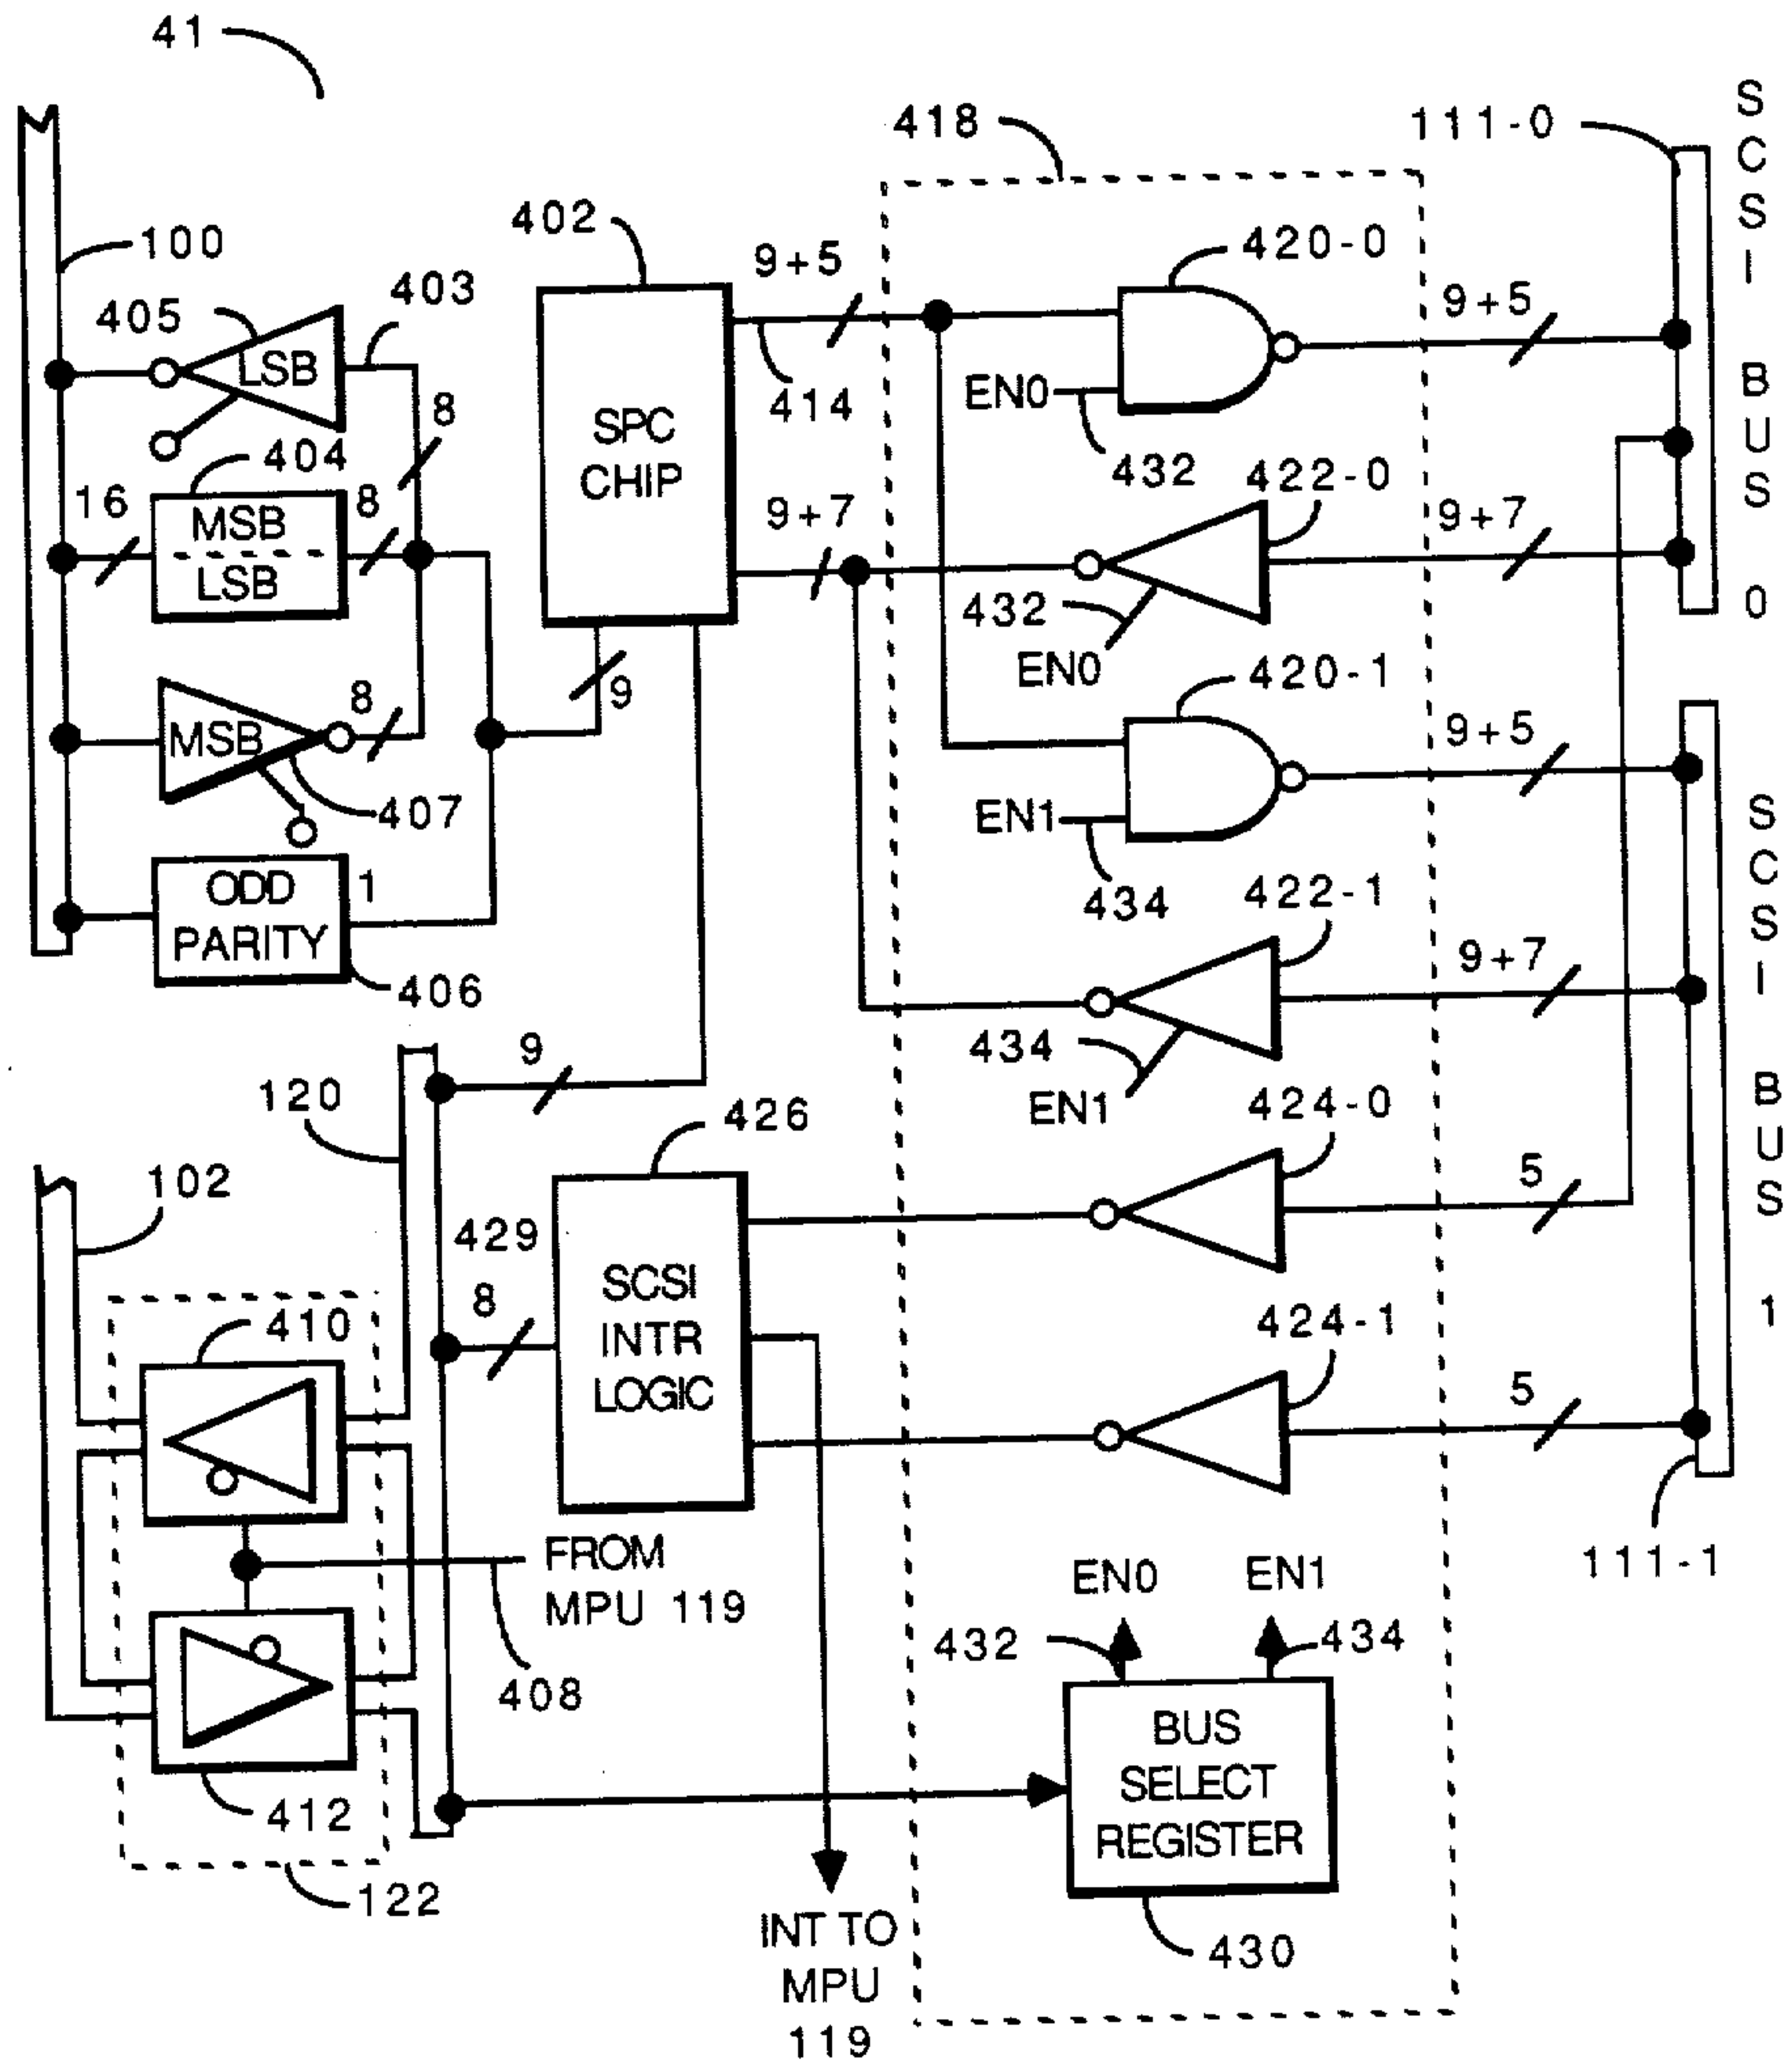 41
418
111-0
SCSI BUS 0
402
420-0
100
9+5
403
9+5
405
LSB
8
SPC
CHIP
414
EN0
432
404
16
MSB
LSB
8
9+7
422-0
9+7
432
EN0
9
420-1
8
MSB
9+5
407
EN1
434
SCSI BUS 1
ODD
PARITY
1
422-1
406
9+7
9
434
EN1
120
426
424-0
102
5
429
8
SCSI
INTR
LOGIC
410
424-1
5
FROM
MPU 119
408
EN0
EN1
111-1
432
434
BUS
SELECT
REGISTER
412
122
INT TO
MPU
119
430